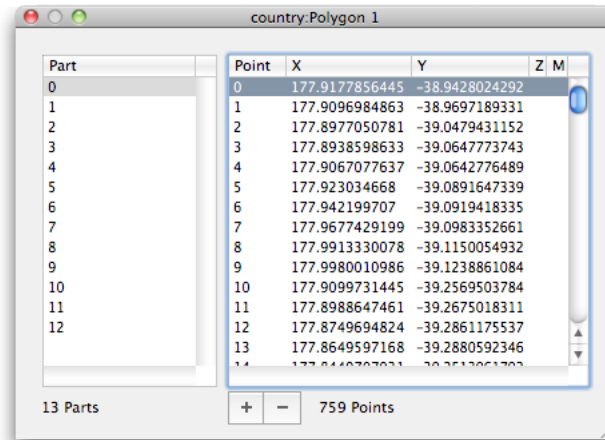 country:Polygon 1
Part
0
1
2
3
4
5
6
7
8
9
10
11
12
13 Parts
Point X Y Z M
0 177.9177856445 -38.9428024292
1 177.9096984863 -38.9697189331
2 177.8977050781 -39.0479431152
3 177.8938598633 -39.0647773743
4 177.9067077637 -39.0642776489
5 177.923034668 -39.0891647339
6 177.942199707 -39.0919418335
7 177.9677429199 -39.0983352661
8 177.9913330078 -39.1150054932
9 177.9980010986 -39.1238861084
10 177.9099731445 -39.2569503784
11 177.8988647461 -39.2675018311
12 177.8749694824 -39.2861175537
13 177.8649597168 -39.2880592346
+ − 759 Points